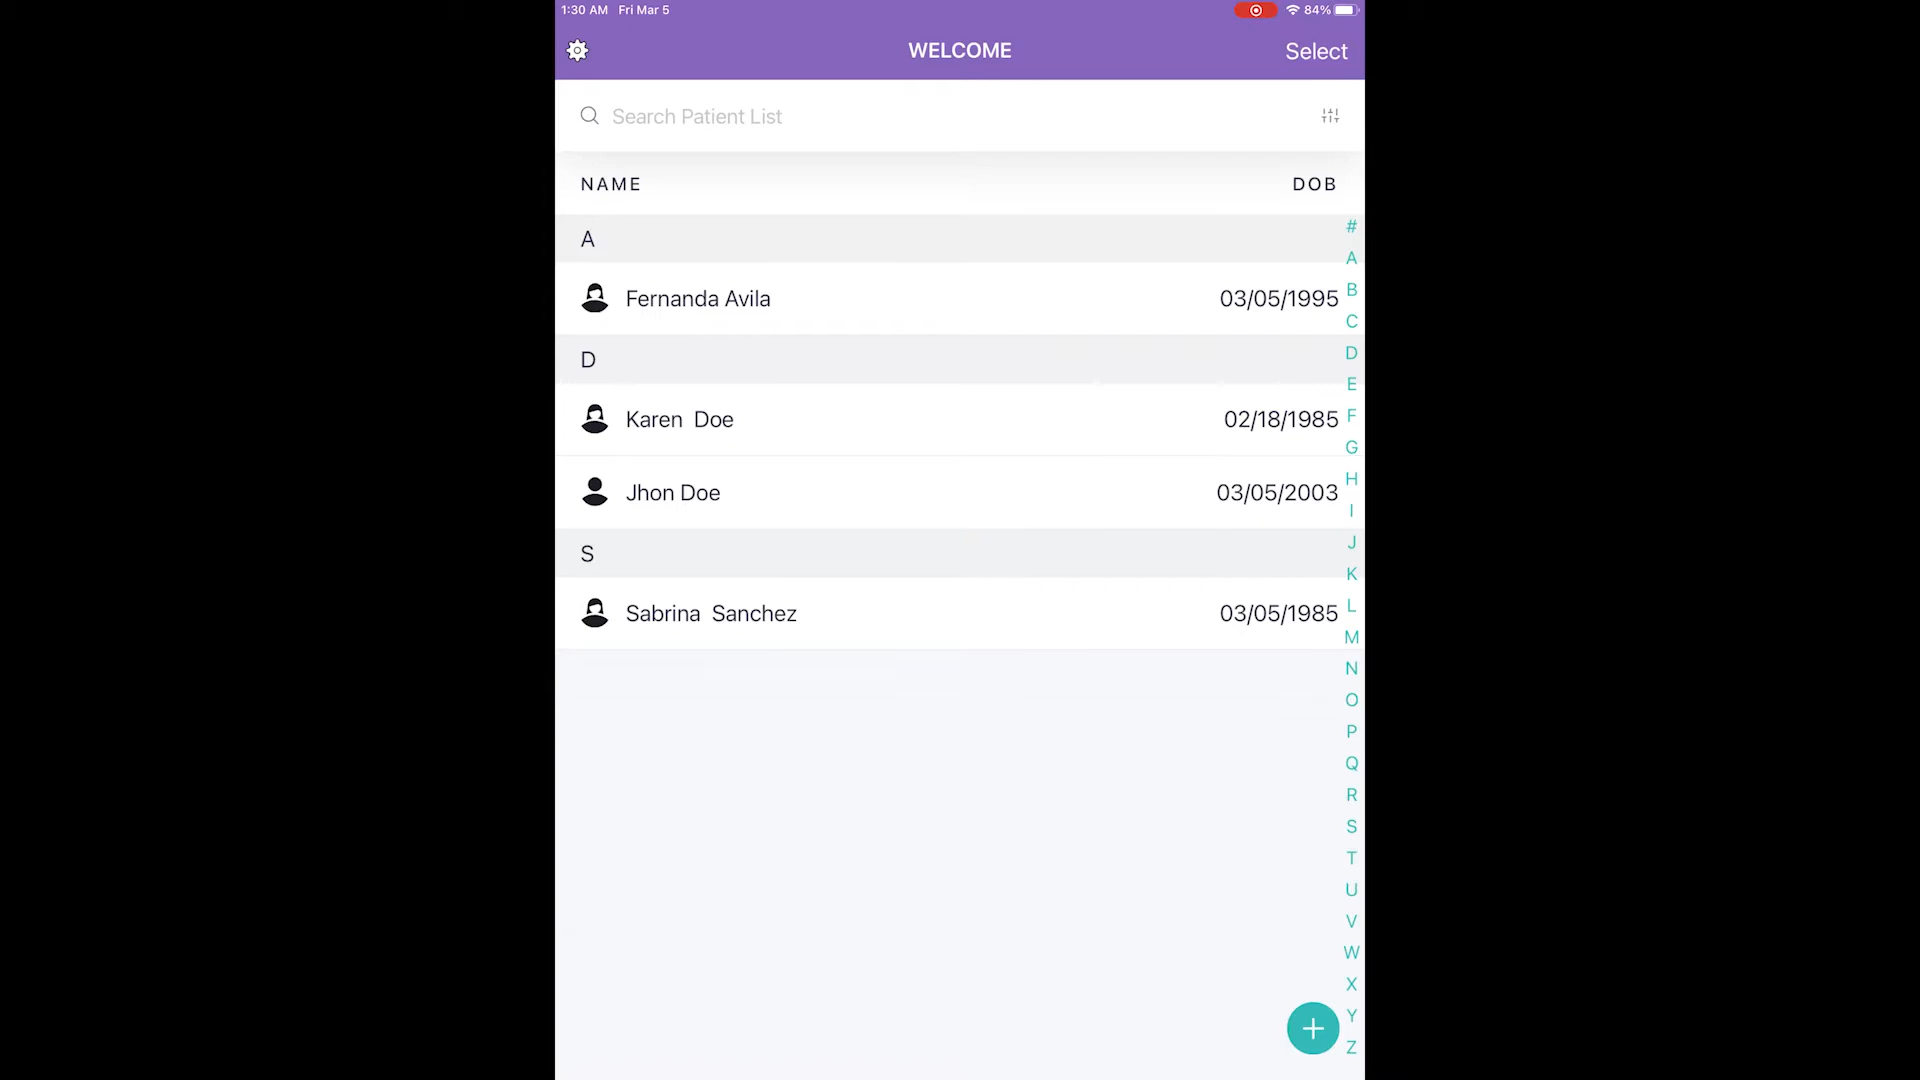 1:30 AM Fri Mar 5 84%
WELCOME Select
Search Patient List
NAME DOB
A
Fernanda Avila 03/05/1995
D
Karen Doe 02/18/1985
Jhon Doe 03/05/2003
S
Sabrina Sanchez 03/05/1985
#
A
B
C
D
E
F
G
H
I
J
K
L
M
N
O
P
Q
R
S
T
U
V
W
X
Y
Z